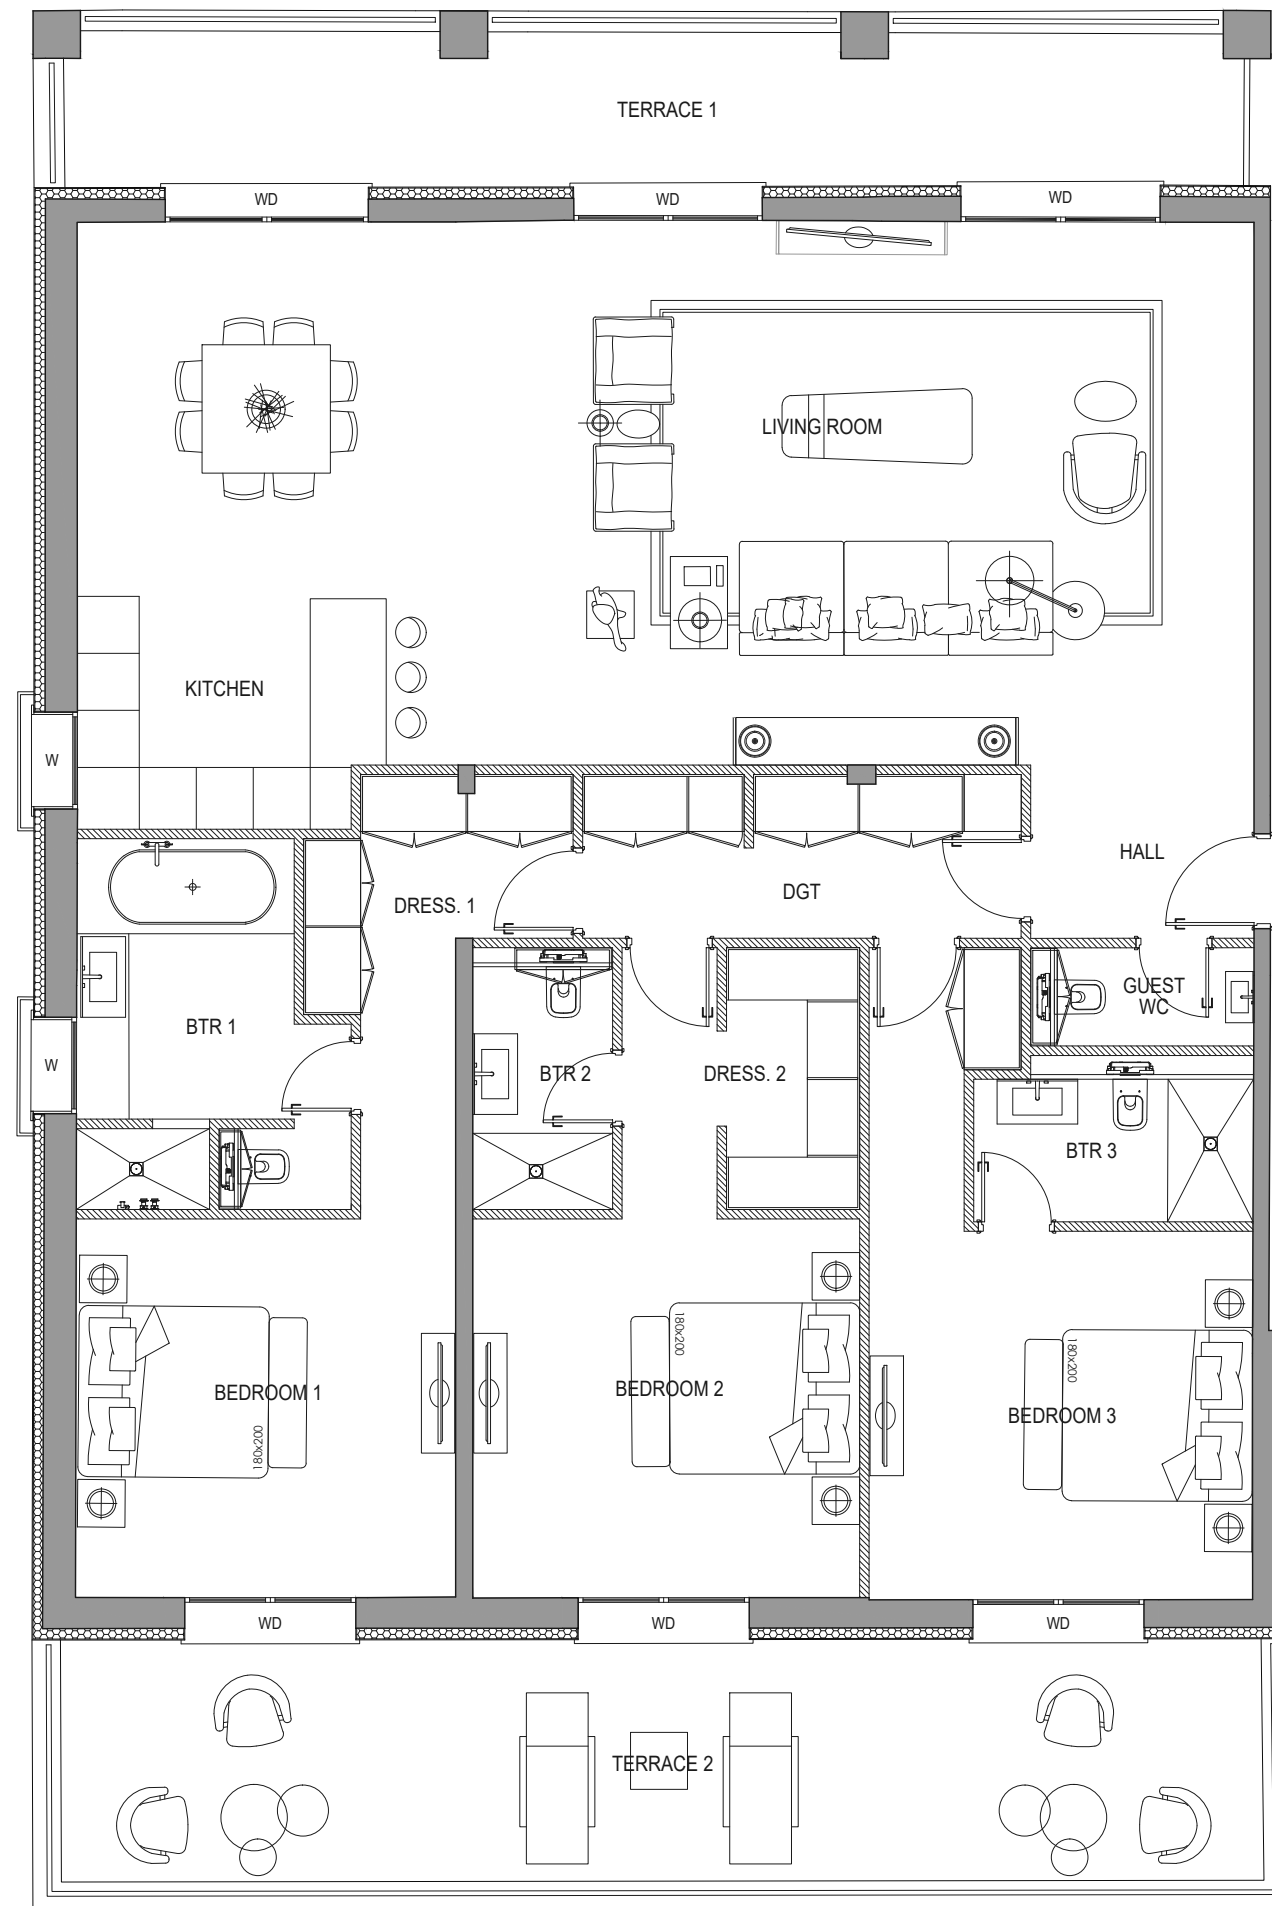 TERRACE 1
WD
WD
WD
LIVING ROOM
KITCHEN
W
HALL
DGT
DRESS. 1
GUEST
WC
BTR 1
W
BTR 2
DRESS. 2
BTR 3
180x200
180x200
BEDROOM 1
BEDROOM 2
BEDROOM 3
180x200
WD
WD
WD
TERRACE 2